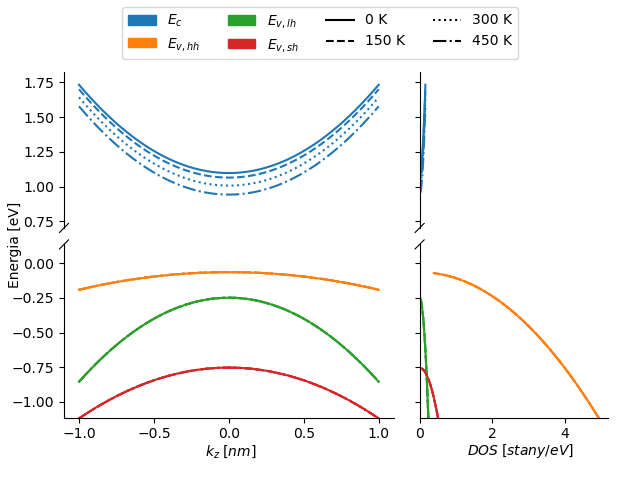 E_c E_{v, lh} 0 K 300 K
E_{v, hh} E_{v, sh} 150 K 450 K
1.75
1.50
1.25
1.00
0.75
Energia [eV]
0.00
−0.25
−0.50
−0.75
−1.00
−1.0 −0.5 0.0 0.5 1.0 0 2 4
k_z [nm] DOS [stany/eV]